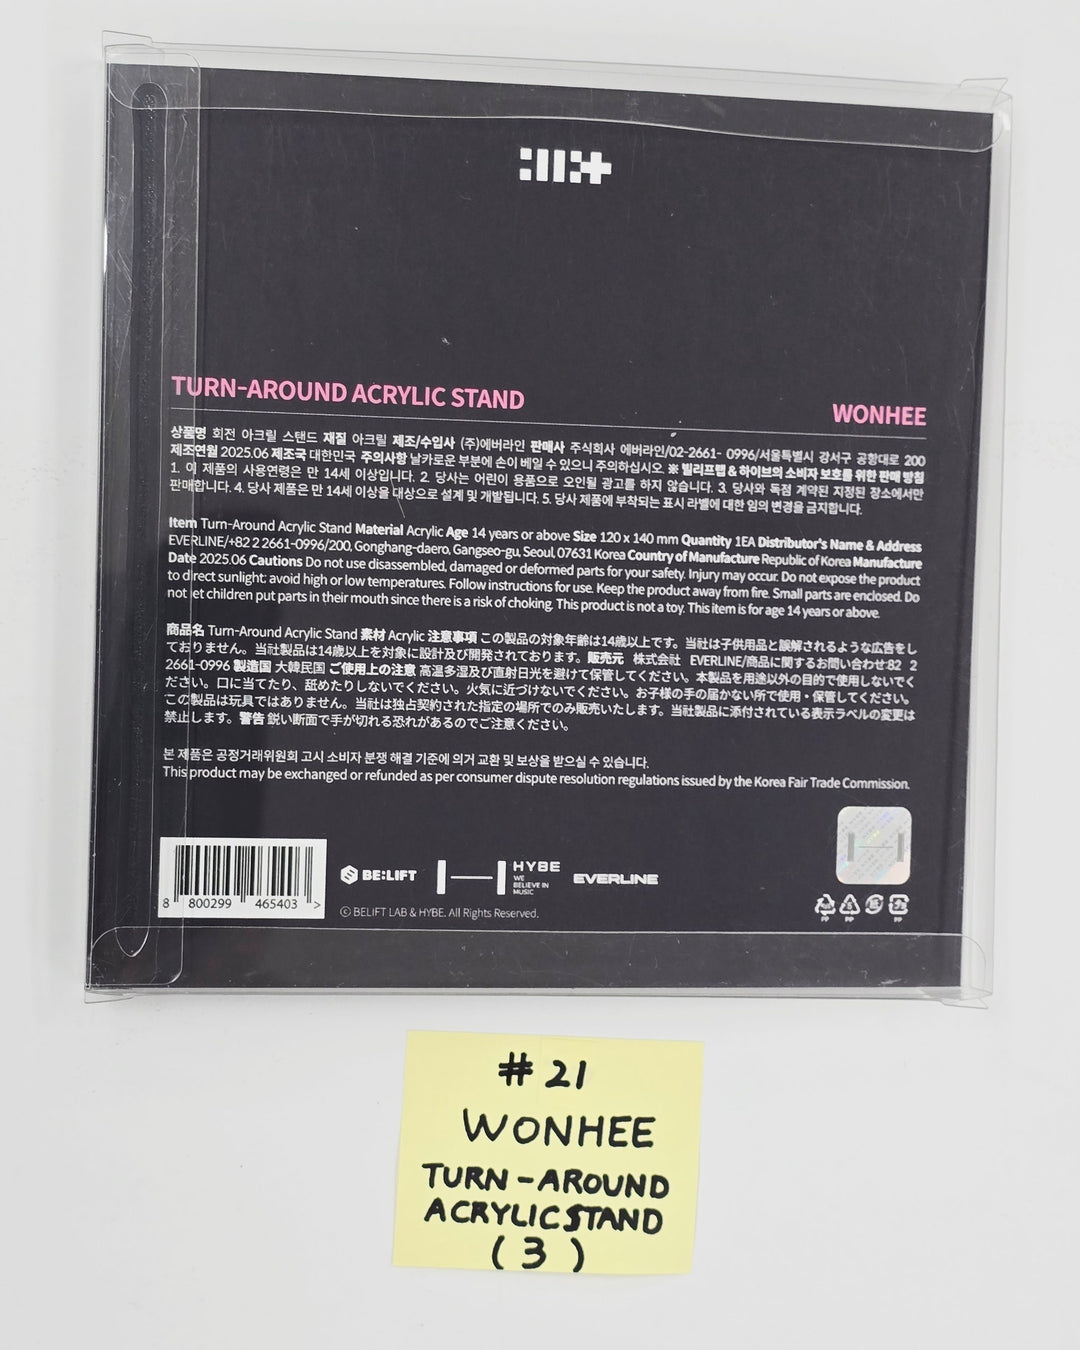 TURN-AROUND ACRYLIC STAND
WONHEE
상품명 회전 아크릴 스탠드 재질 아크릴 제조/수입사 (주)에버라인 판매사 주식회사 에버라인/02-2661- 0996/서울특별시 강서구 공항대로 200
제조연월 2025.06 제조국 대한민국 주의사항 날카로운 부분에 손이 베일 수 있으니 주의하십시오. ※ 빌리프랩 & 하이브의 소비자 보호를 위한 판매 방침
1. 이 제품의 사용연령은 만 14세 이상입니다. 2. 당사는 어린이 용품으로 오인될 광고를 하지 않습니다. 3. 당사와 독점 계약된 지정된 장소에서만
판매합니다. 4. 당사 제품은 만 14세 이상을 대상으로 설계 및 개발됩니다. 5. 당사 제품에 부착되는 표시 라벨에 대한 임의 변경을 금지합니다.
Item Turn-Around Acrylic Stand Material Acrylic Age 14 years or above Size 120 x 140 mm Quantity 1EA Distributor's Name & Address
EVERLINE/+82 2 2661-0996/200, Gonghang-daero, Gangseo-gu, Seoul, 07631 Korea Country of Manufacture Republic of Korea Manufacture
Date 2025.06 Cautions Do not use disassembled, damaged or deformed parts for your safety. Injury may occur. Do not expose the product
to direct sunlight: avoid high or low temperatures. Follow instructions for use. Keep the product away from fire. Small parts are enclosed. Do
not let children put parts in their mouth since there is a risk of choking. This product is not a toy. This item is for age 14 years or above.
商品名 Turn-Around Acrylic Stand 素材 Acrylic 注意事項 この製品の対象年齢は14歳以上です。当社は子供用品と誤解されるような広告をし
ておりません。当社製品は14歳以上を対象に設計及び開発されております。販売元 株式会社 EVERLINE/商品に関するお問い合わせ:82 2
2661-0996 製造国 大韓民国 ご使用上の注意 高温多湿及び直射日光を避けて保管してください。本製品を用途以外の目的で使用しないでく
ださい。口に当てたり、舐めたりしないでください。火気に近づけないでください。お子様の手の届かない所で使用・保管してください。
この製品は玩具ではありません。当社は独占契約された指定の場所でのみ販売いたします。当社製品に添付されている表示ラベルの変更は
禁止します。警告 鋭い断面で手が切れる恐れがあるのでご注意ください。
본 제품은 공정거래위원회 고시 소비자 분쟁 해결 기준에 의거 교환 및 보상을 받으실 수 있습니다.
This product may be exchanged or refunded as per consumer dispute resolution regulations issued by the Korea Fair Trade Commission.
8 800299 465403 >
BE:LIFT
HYBE
WE
BELIEVE IN
MUSIC
EVERLINE
© BELIFT LAB & HYBE. All Rights Reserved.
PP PP PP
# 21
WONHEE
TURN-AROUND
ACRYLIC STAND
(3)